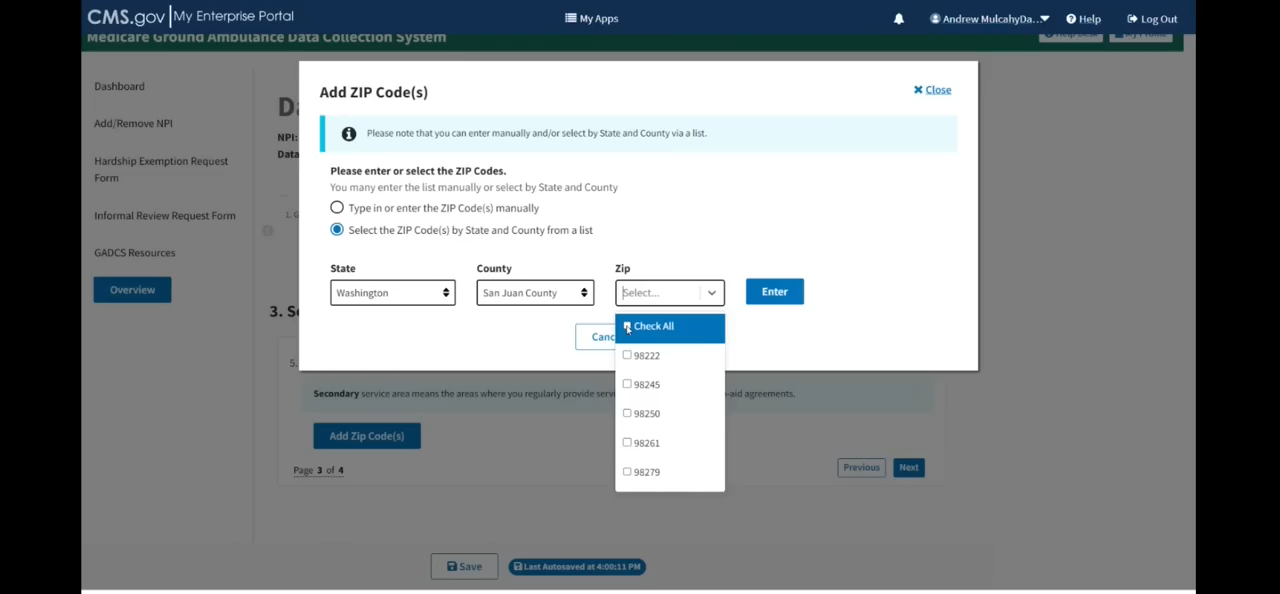 CMS.gov | My Enterprise Portal
My Apps
Andrew MulcahyDa...
Help
Log Out
Medicare Ground Ambulance Data Collection System
Help Desk
My Profile
Dashboard
Add/Remove NPI
Hardship Exemption Request
Form
Informal Review Request Form
GADCS Resources
Overview
NPI:
Data
Add ZIP Code(s)
Close
Please note that you can enter manually and/or select by State and County via a list.
Please enter or select the ZIP Codes.
You many enter the list manually or select by State and County
Type in or enter the ZIP Code(s) manually
Select the ZIP Code(s) by State and County from a list
State
County
Zip
Washington
San Juan County
Select...
Enter
Check All
98222
98245
98250
98261
98279
3. S
5.
Secondary service area means the areas where you regularly provide
-aid agreements.
Add Zip Code(s)
Page 3 of 4
Previous
Next
Save
Last Autosaved at 4:00:11 PM